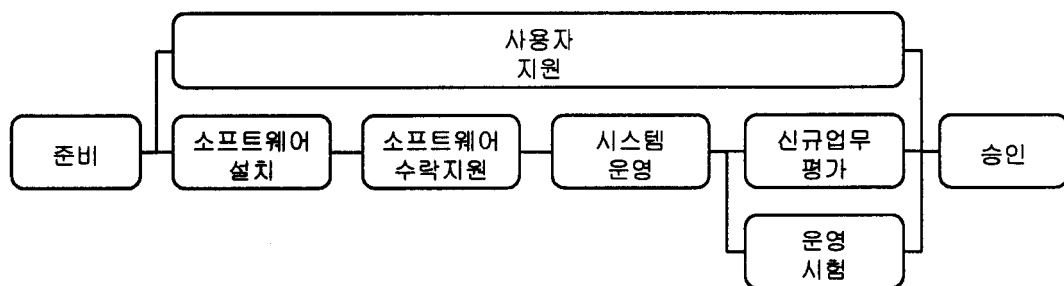 사용자
지원
준비
소프트웨어
설치
소프트웨어
수락지원
시스템
운영
신규업무
평가
승인
운영
시험